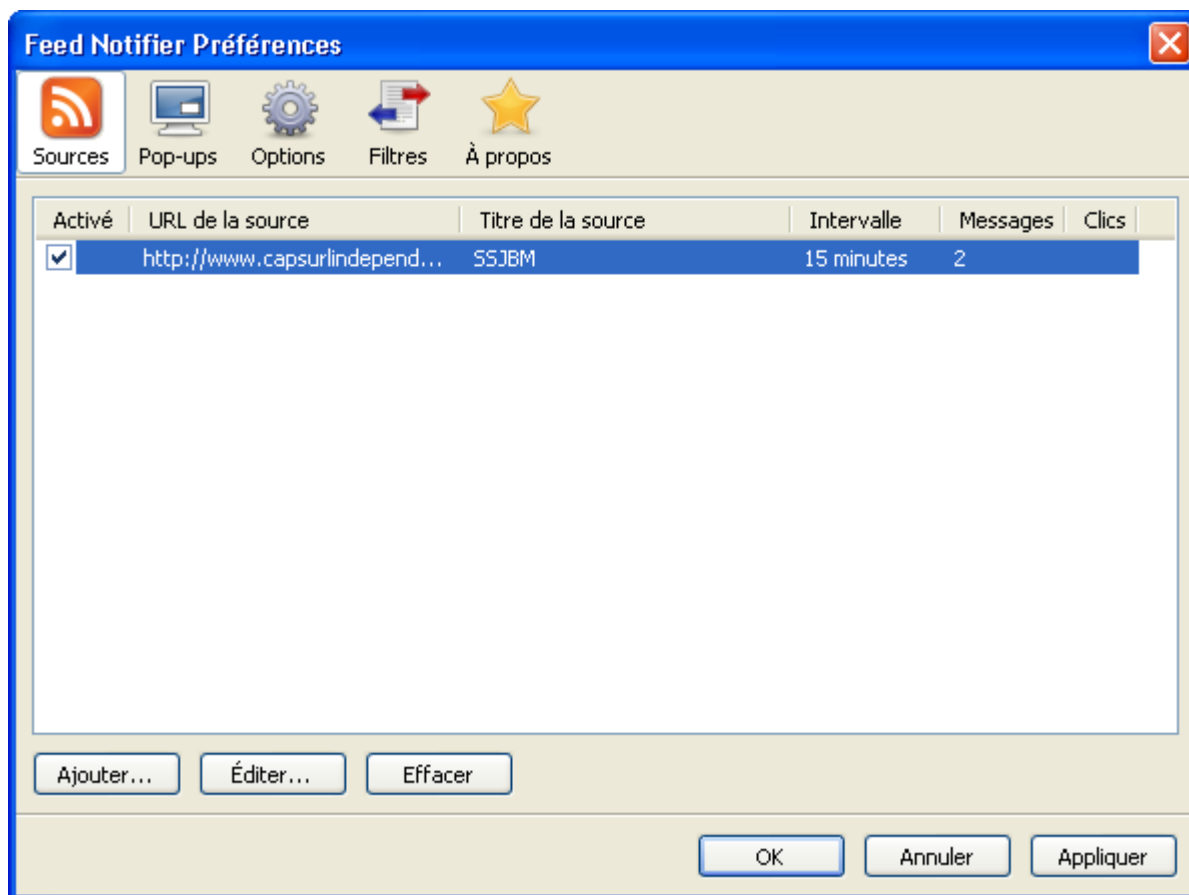 Feed Notifier Préférences
Sources Pop-ups Options Filtres À propos
Activé URL de la source Titre de la source Intervalle Messages Clics
http://www.capsurlindepend... SSJBM 15 minutes 2
Ajouter... Éditer... Effacer
OK Annuler Appliquer